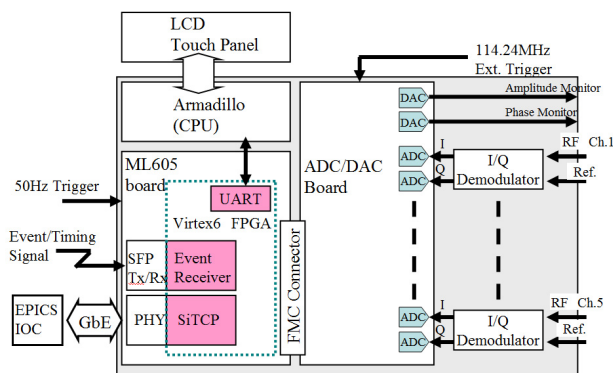 LCD
Touch Panel
114.24MHz
Ext. Trigger
Armadillo
(CPU)
DAC
Amplitude Monitor
DAC
Phase Monitor
ML605
board
ADC/DAC
Board
ADC
I
I/Q
Demodulator
RF Ch.1
ADC
Q
Ref.
50Hz Trigger
UART
Virtex6 FPGA
Event/Timing
Signal
SFP
Tx/Rx
Event
Receiver
FMC Connector
EPICS
IOC
GbE
PHY
SiTCP
ADC
I
I/Q
Demodulator
RF Ch.5
ADC
Q
Ref.